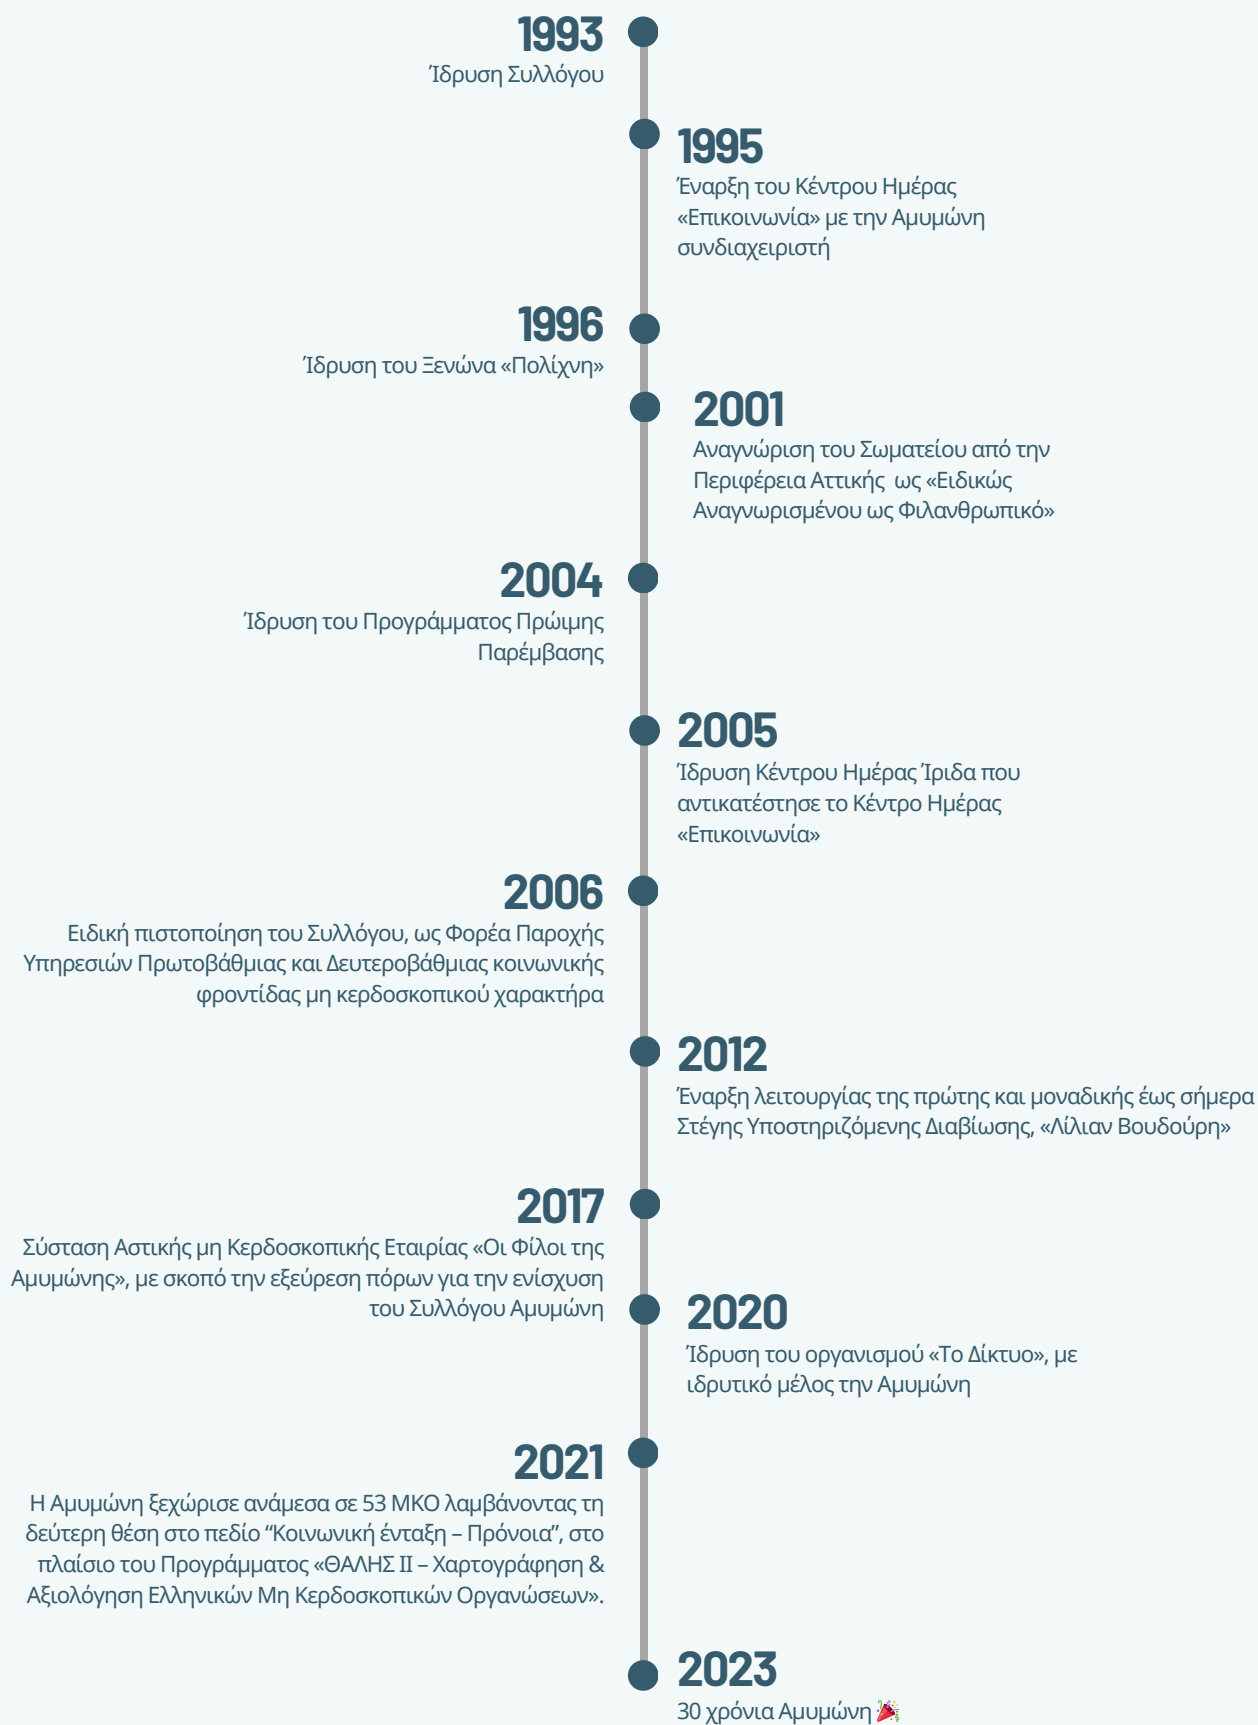 1993
Ίδρυση Συλλόγου
1995
Έναρξη του Κέντρου Ημέρας
«Επικοινωνία» με την Αμυμώνη
συνδιαχειριστή
1996
Ίδρυση του Ξενώνα «Πολίχνη»
2001
Αναγνώριση του Σωματείου από την
Περιφέρεια Αττικής ως «Ειδικώς
Αναγνωρισμένου ως Φιλανθρωπικό»
2004
Ίδρυση του Προγράμματος Πρώιμης
Παρέμβασης
2005
Ίδρυση Κέντρου Ημέρας Ίριδα που
αντικατέστησε το Κέντρο Ημέρας
«Επικοινωνία»
2006
Ειδική πιστοποίηση του Συλλόγου, ως Φορέα Παροχής
Υπηρεσιών Πρωτοβάθμιας και Δευτεροβάθμιας κοινωνικής
φροντίδας μη κερδοσκοπικού χαρακτήρα
2012
Έναρξη λειτουργίας της πρώτης και μοναδικής έως σήμερα
Στέγης Υποστηριζόμενης Διαβίωσης, «Λίλιαν Βουδούρη»
2017
Σύσταση Αστικής μη Κερδοσκοπικής Εταιρίας «Οι Φίλοι της
Αμυμώνης», με σκοπό την εξεύρεση πόρων για την ενίσχυση
του Συλλόγου Αμυμώνη
2020
Ίδρυση του οργανισμού «Το Δίκτυο», με
ιδρυτικό μέλος την Αμυμώνη
2021
Η Αμυμώνη ξεχώρισε ανάμεσα σε 53 ΜΚΟ λαμβάνοντας τη
δεύτερη θέση στο πεδίο “Κοινωνική ένταξη – Πρόνοια”, στο
πλαίσιο του Προγράμματος «ΘΑΛΗΣ ΙΙ – Χαρτογράφηση &
Αξιολόγηση Ελληνικών Μη Κερδοσκοπικών Οργανώσεων».
2023
30 χρόνια Αμυμώνη 🎉